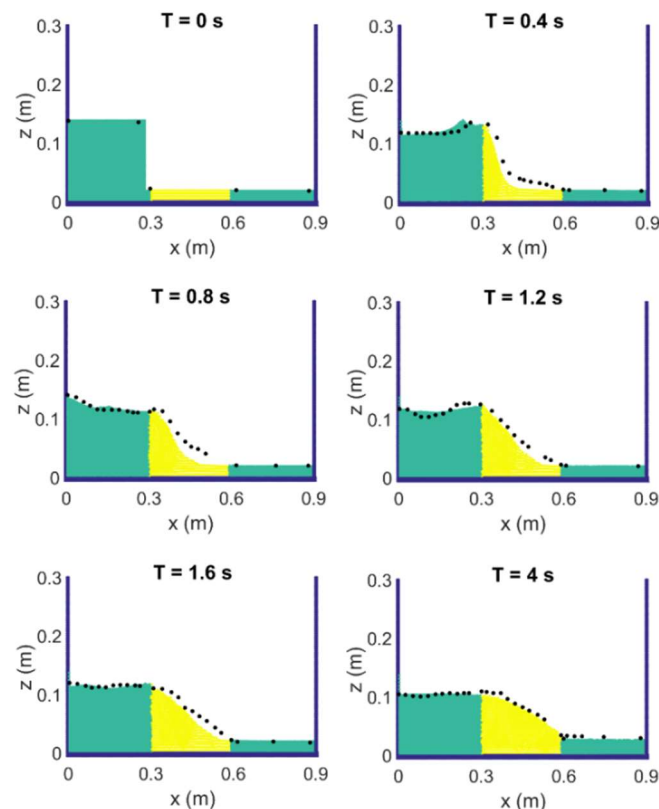 T = 0 s
0.3
0.2
0.1
0
z (m)
0 0.3 0.6 0.9
x (m)
T = 0.4 s
0.3
0.2
0.1
0
z (m)
0 0.3 0.6 0.9
x (m)
T = 0.8 s
0.3
0.2
0.1
0
z (m)
0 0.3 0.6 0.9
x (m)
T = 1.2 s
0.3
0.2
0.1
0
z (m)
0 0.3 0.6 0.9
x (m)
T = 1.6 s
0.3
0.2
0.1
0
z (m)
0 0.3 0.6 0.9
x (m)
T = 4 s
0.3
0.2
0.1
0
z (m)
0 0.3 0.6 0.9
x (m)